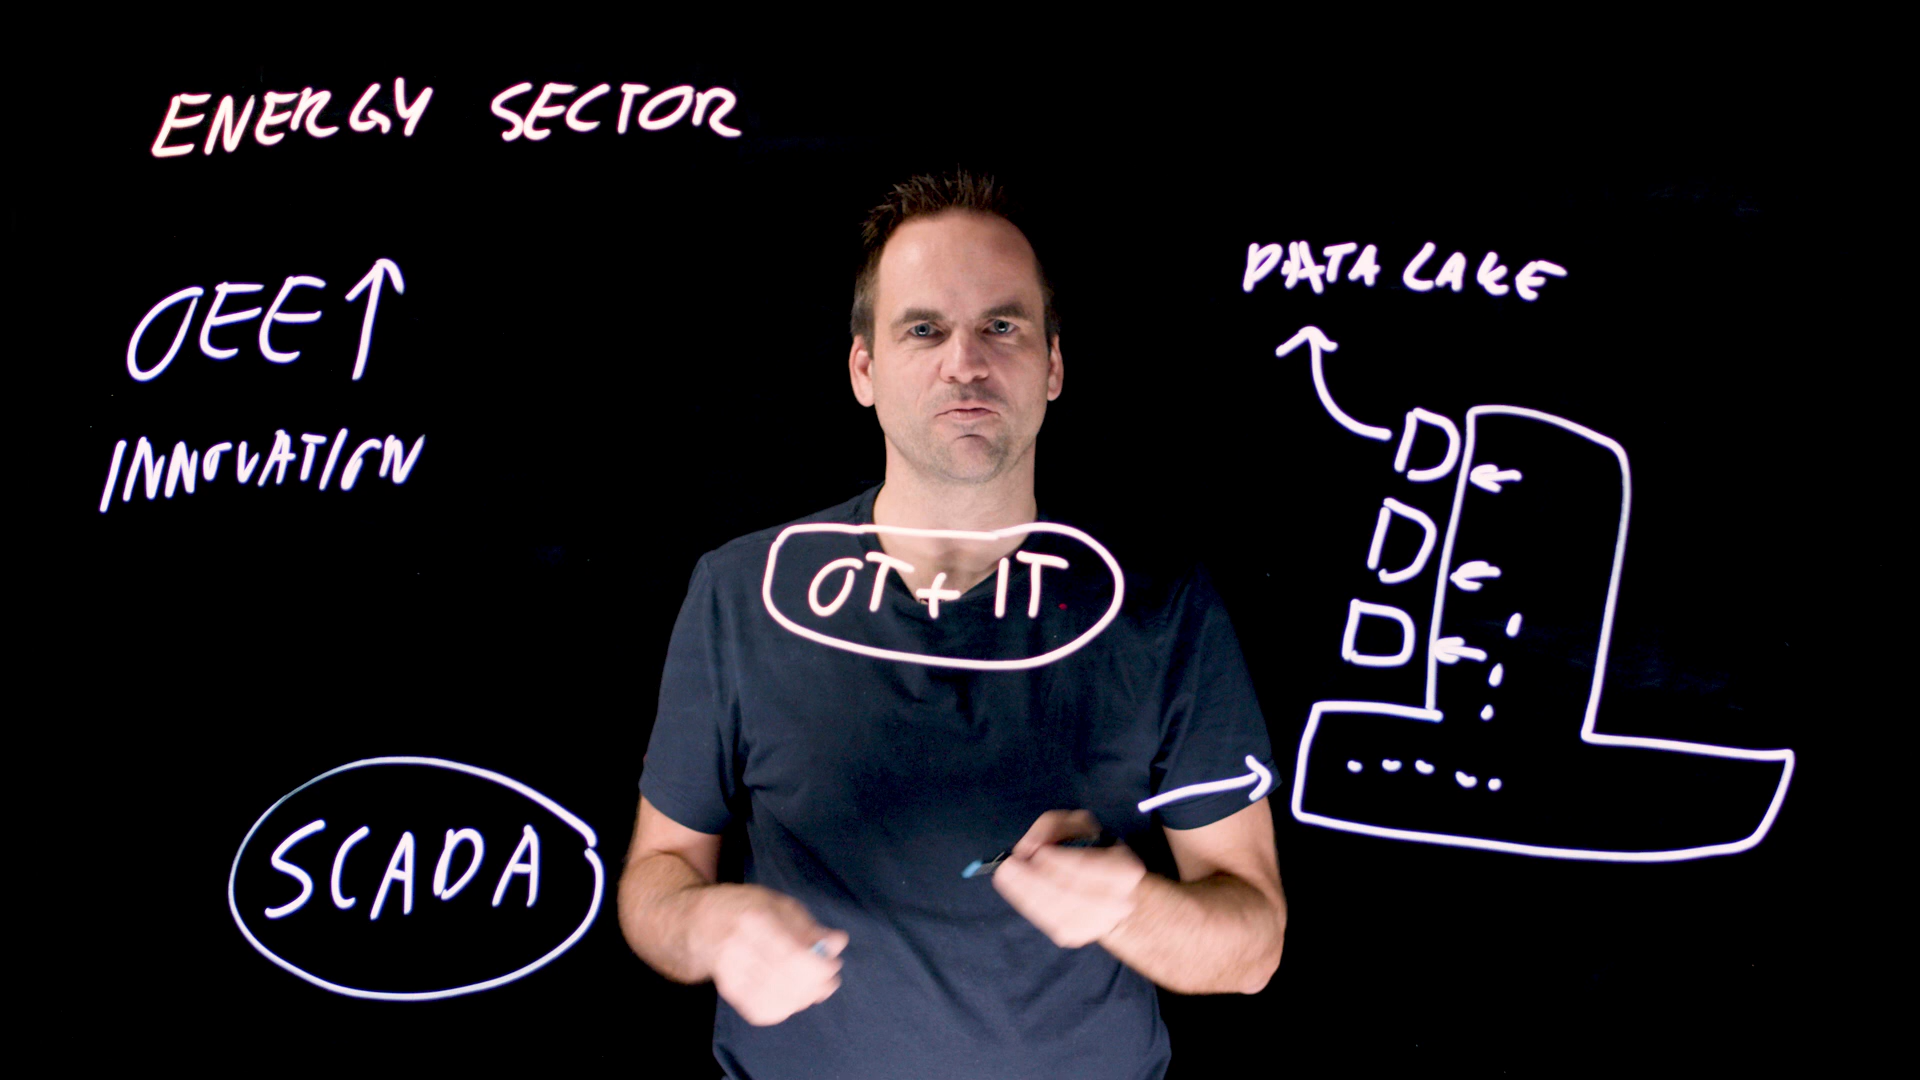 ENERGY SECTOR
OEE↑
INNOVATION
OT + IT
SCADA
DATA LAKE
D
D
D